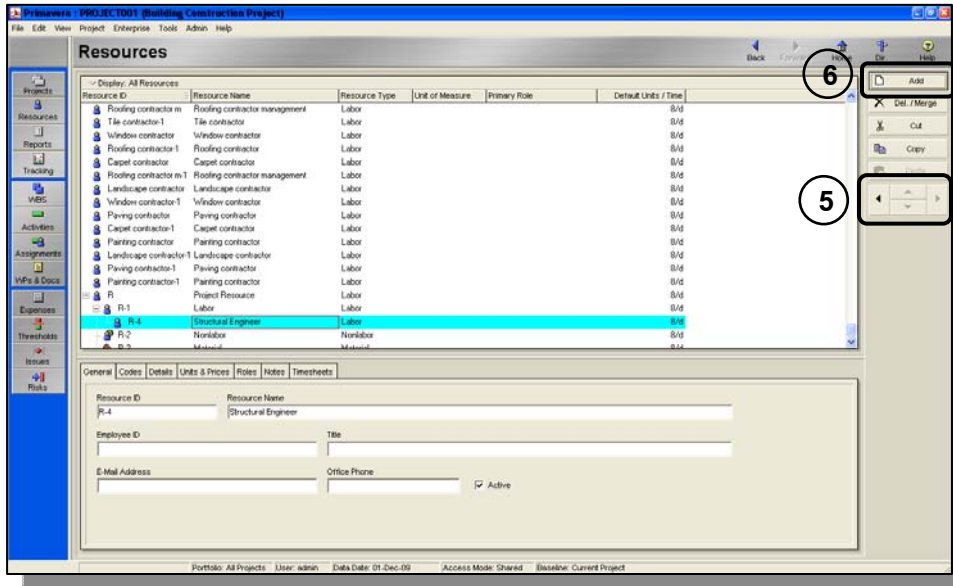 Primavera : PROJECT001 (Building Construction Project)
File Edit View Project Enterprise Tools Admin Help
Resources
Back Forward Home Dir. Help
6
Add
Del. / Merge
Cut
Copy
Paste
5
Projects
Resources
Reports
Tracking
WBS
Activities
Assignments
WPs & Docs
Expenses
Thresholds
Issues
Risks
Display: All Resources
Resource ID Resource Name Resource Type Unit of Measure Primary Role Default Units / Time
Roofing contractor m Roofing contractor management Labor 8/d
Tile contractor-1 Tile contractor Labor 8/d
Window contractor Window contractor Labor 8/d
Roofing contractor-1 Roofing contractor Labor 8/d
Carpet contractor Carpet contractor Labor 8/d
Roofing contractor m-1 Roofing contractor management Labor 8/d
Landscape contractor Landscape contractor Labor 8/d
Window contractor-1 Window contractor Labor 8/d
Paving contractor Paving contractor Labor 8/d
Carpet contractor-1 Carpet contractor Labor 8/d
Painting contractor Painting contractor Labor 8/d
Landscape contractor-1 Landscape contractor Labor 8/d
Paving contractor-1 Paving contractor Labor 8/d
Painting contractor-1 Painting contractor Labor 8/d
R Project Resource Labor 8/d
R-1 Labor Labor 8/d
R-4 Structural Engineer Labor 8/d
R-2 Nonlabor Nonlabor 8/d
R-3 Material Material 8/d
General Codes Details Units & Prices Roles Notes Timesheets
Resource ID Resource Name
R-4 Structural Engineer
Employee ID Title
E-Mail Address Office Phone
Active
Portfolio: All Projects User: admin Data Date: 01-Dec-09 Access Mode: Shared Baseline: Current Project